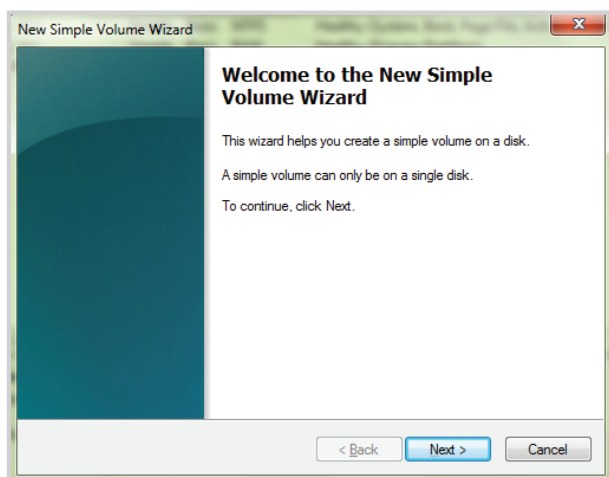 New Simple Volume Wizard
Welcome to the New Simple
Volume Wizard
This wizard helps you create a simple volume on a disk.
A simple volume can only be on a single disk.
To continue, click Next.
< Back
Next >
Cancel